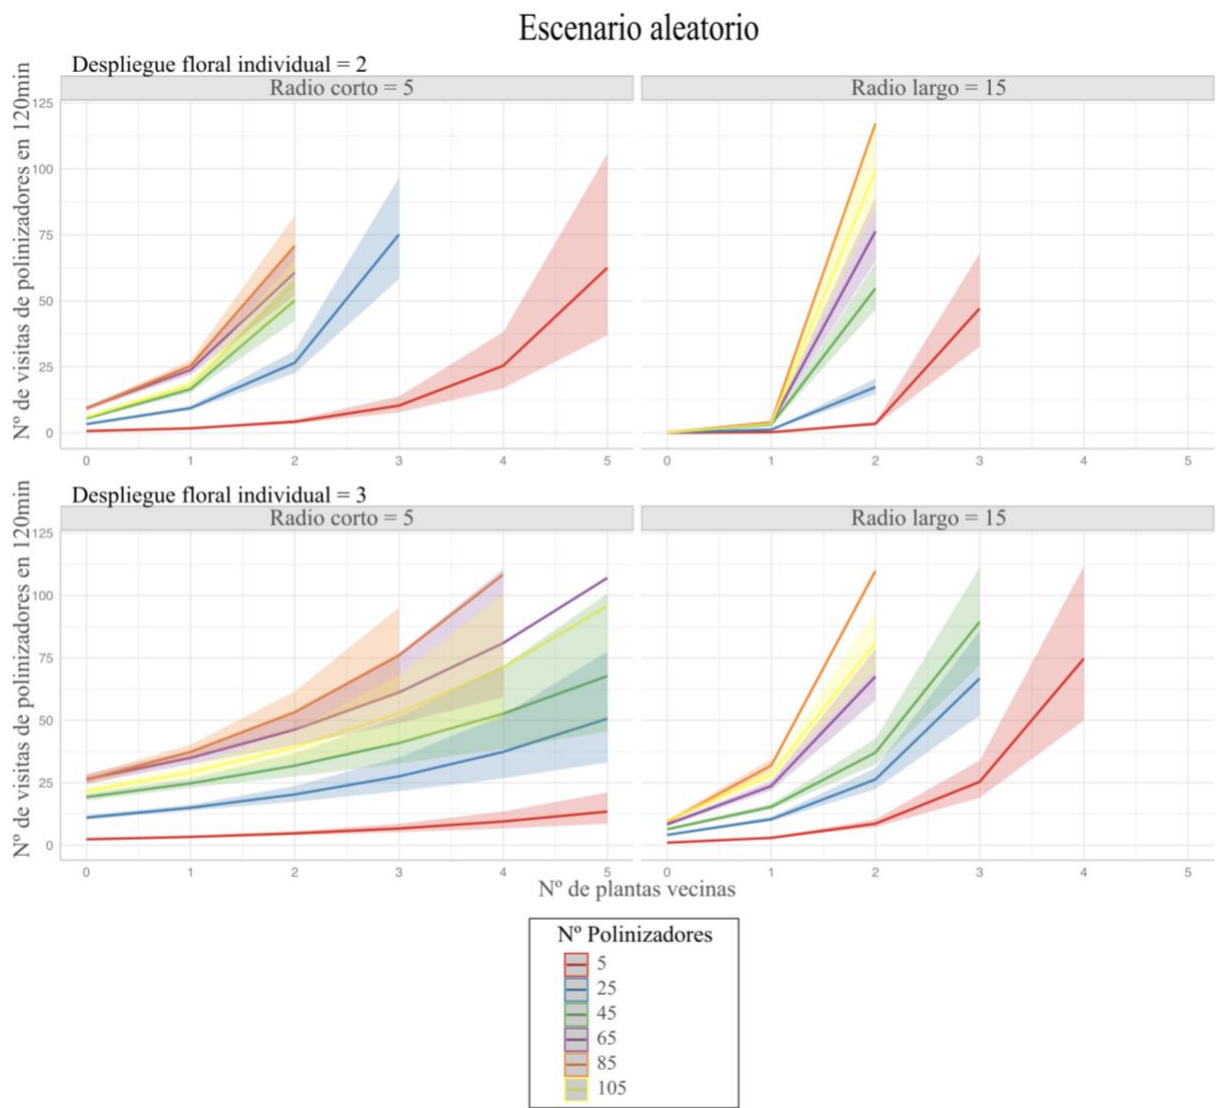 Escenario aleatorio
Despliegue floral individual = 2
Radio corto = 5
Radio largo = 15
Nº de visitas de polinizadores en 120min
125
100
75
50
25
0
0 1 2 3 4 5
0 1 2 3 4 5
Despliegue floral individual = 3
Radio corto = 5
Radio largo = 15
Nº de visitas de polinizadores en 120min
125
100
75
50
25
0
0 1 2 3 4 5
0 1 2 3 4 5
Nº de plantas vecinas
Nº Polinizadores
5
25
45
65
85
105